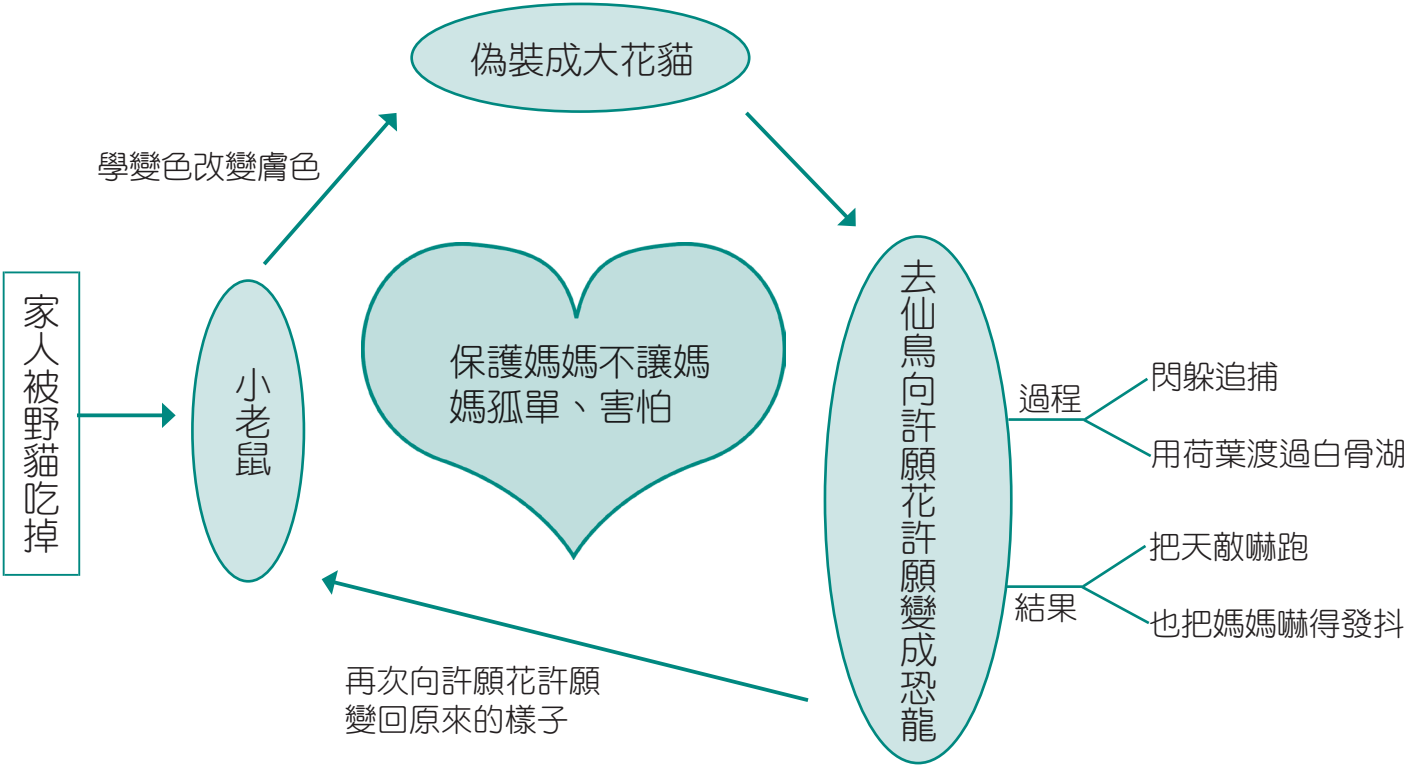 偽裝成大花貓
學變色改變膚色
家人被野貓吃掉
小老鼠
保護媽媽不讓媽
媽孤單、害怕
去仙鳥向許願花許願變成恐龍
過程
閃躲追捕
用荷葉渡過白骨湖
結果
把天敵嚇跑
也把媽媽嚇得發抖
再次向許願花許願
變回原來的樣子